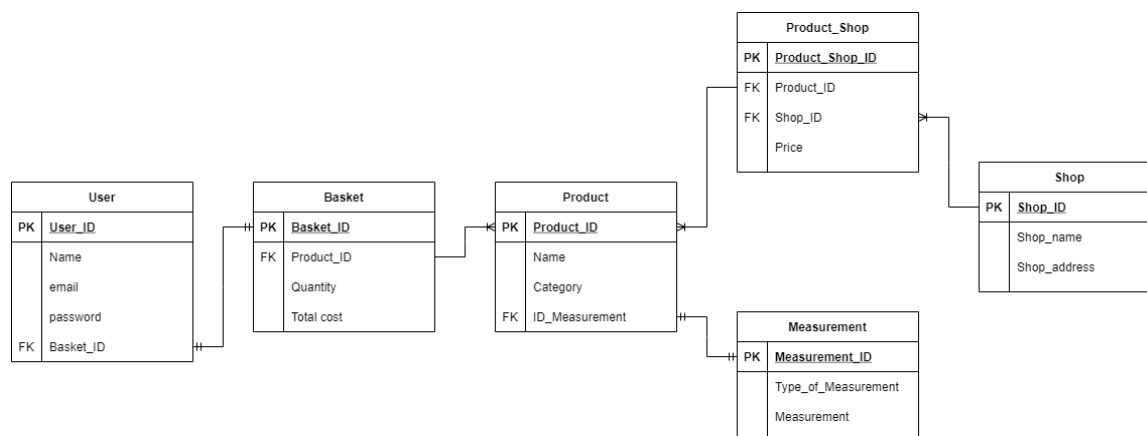 Product_Shop
PK Product_Shop_ID
FK Product_ID
FK Shop_ID
Price
User
PK User_ID
Name
email
password
FK Basket_ID
Basket
PK Basket_ID
FK Product_ID
Quantity
Total cost
Product
PK Product_ID
Name
Category
FK ID_Measurement
Shop
PK Shop_ID
Shop_name
Shop_address
Measurement
PK Measurement_ID
Type_of_Measurement
Measurement